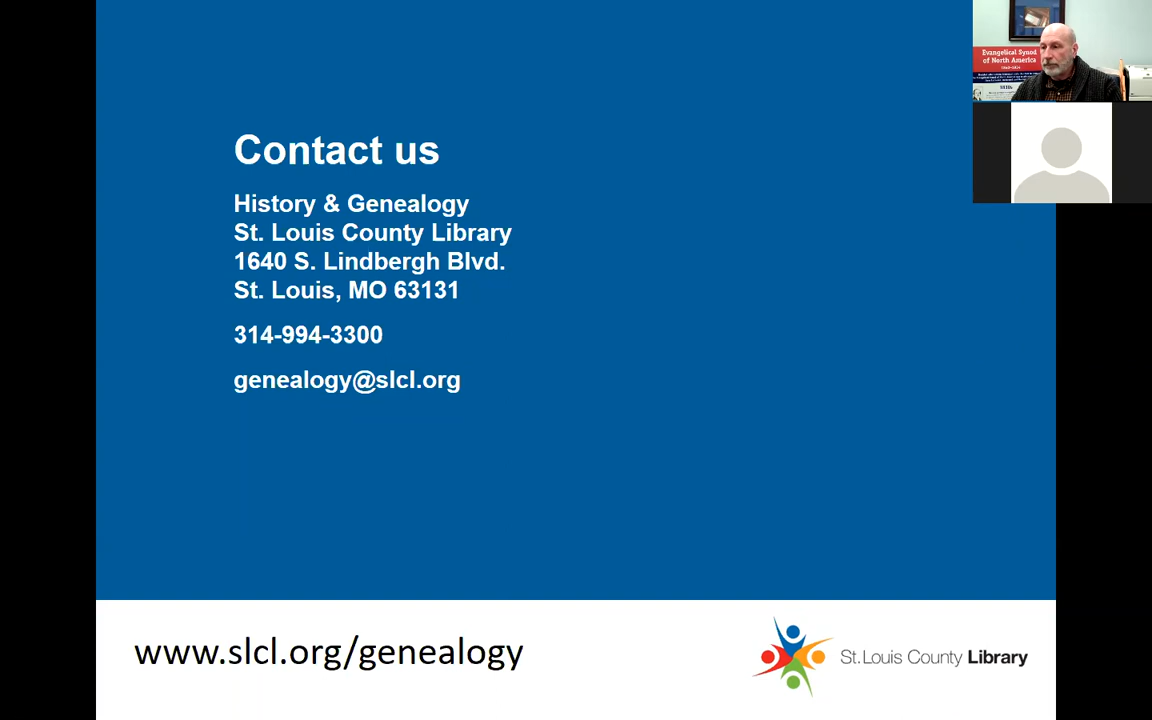 Contact us
History & Genealogy
St. Louis County Library
1640 S. Lindbergh Blvd.
St. Louis, MO 63131
314-994-3300
genealogy@slcl.org
www.slcl.org/genealogy
St. Louis County Library
Evangelical Synod
of North America